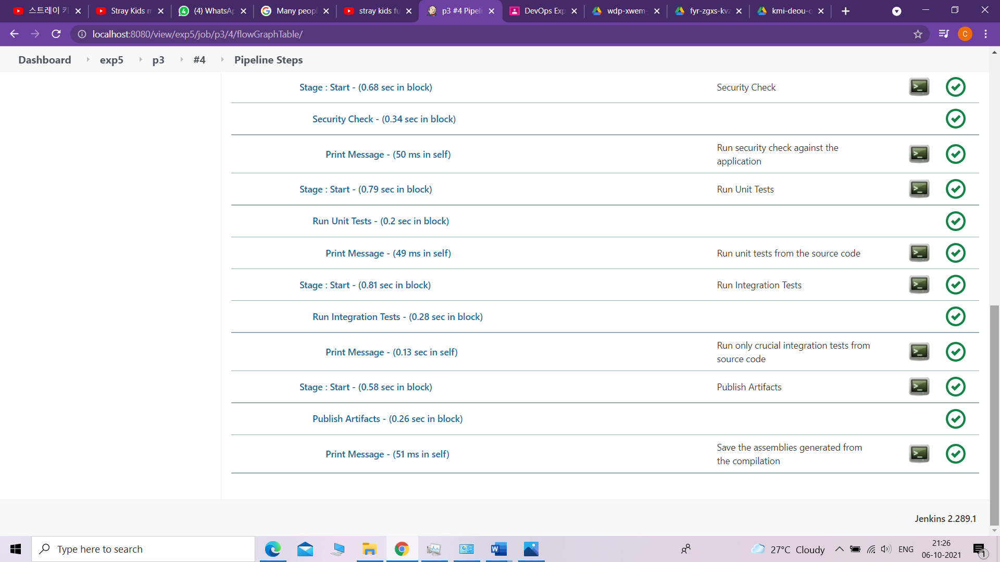 스트레이 키
Stray Kids m
(4) WhatsAp
Many peopl
stray kids fu
p3 #4 Pipeli
DevOps Exp
wdp-xwem-
fyr-zgxs-kvz
kmi-deou-o
localhost:8080/view/exp5/job/p3/4/flowGraphTable/
C
Dashboard exp5 p3 #4 Pipeline Steps
Stage : Start - (0.68 sec in block) Security Check
Security Check - (0.34 sec in block)
Print Message - (50 ms in self) Run security check against the
application
Stage : Start - (0.79 sec in block) Run Unit Tests
Run Unit Tests - (0.2 sec in block)
Print Message - (49 ms in self) Run unit tests from the source code
Stage : Start - (0.81 sec in block) Run Integration Tests
Run Integration Tests - (0.28 sec in block)
Print Message - (0.13 sec in self) Run only crucial integration tests from
source code
Stage : Start - (0.58 sec in block) Publish Artifacts
Publish Artifacts - (0.26 sec in block)
Print Message - (51 ms in self) Save the assemblies generated from
the compilation
Jenkins 2.289.1
Type here to search
27°C Cloudy
ENG
21:26
06-10-2021
1